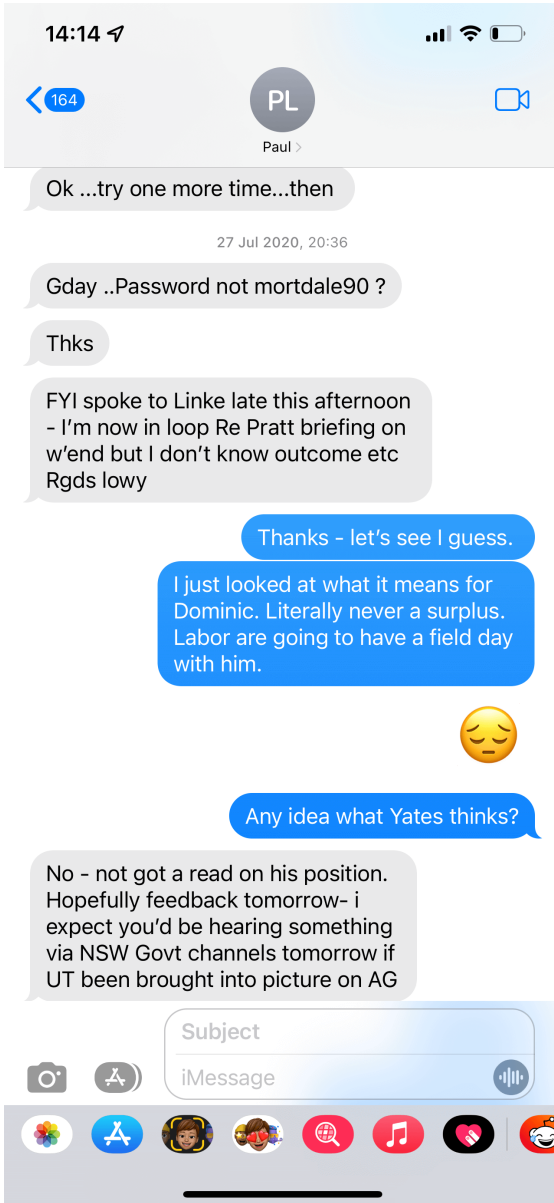 14:14
164
PL
Paul
Ok ...try one more time...then
27 Jul 2020, 20:36
Gday ..Password not mortdale90 ?
Thks
FYI spoke to Linke late this afternoon
- I’m now in loop Re Pratt briefing on
w’end but I don’t know outcome etc
Rgds lowy
Thanks - let’s see I guess.
I just looked at what it means for
Dominic. Literally never a surplus.
Labor are going to have a field day
with him.
Any idea what Yates thinks?
No - not got a read on his position.
Hopefully feedback tomorrow- i
expect you’d be hearing something
via NSW Govt channels tomorrow if
UT been brought into picture on AG
Subject
iMessage